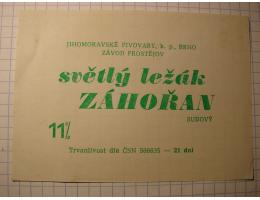 JIHOMORAVSKÉ PIVOVARY, k. p., BRNO
ZÁVOD PROSTĚJOV
světlý ležák
ZÁHOŘAN
SUDOVÝ
11%
Trvanlivost dle ČSN 566635 — 21 dní